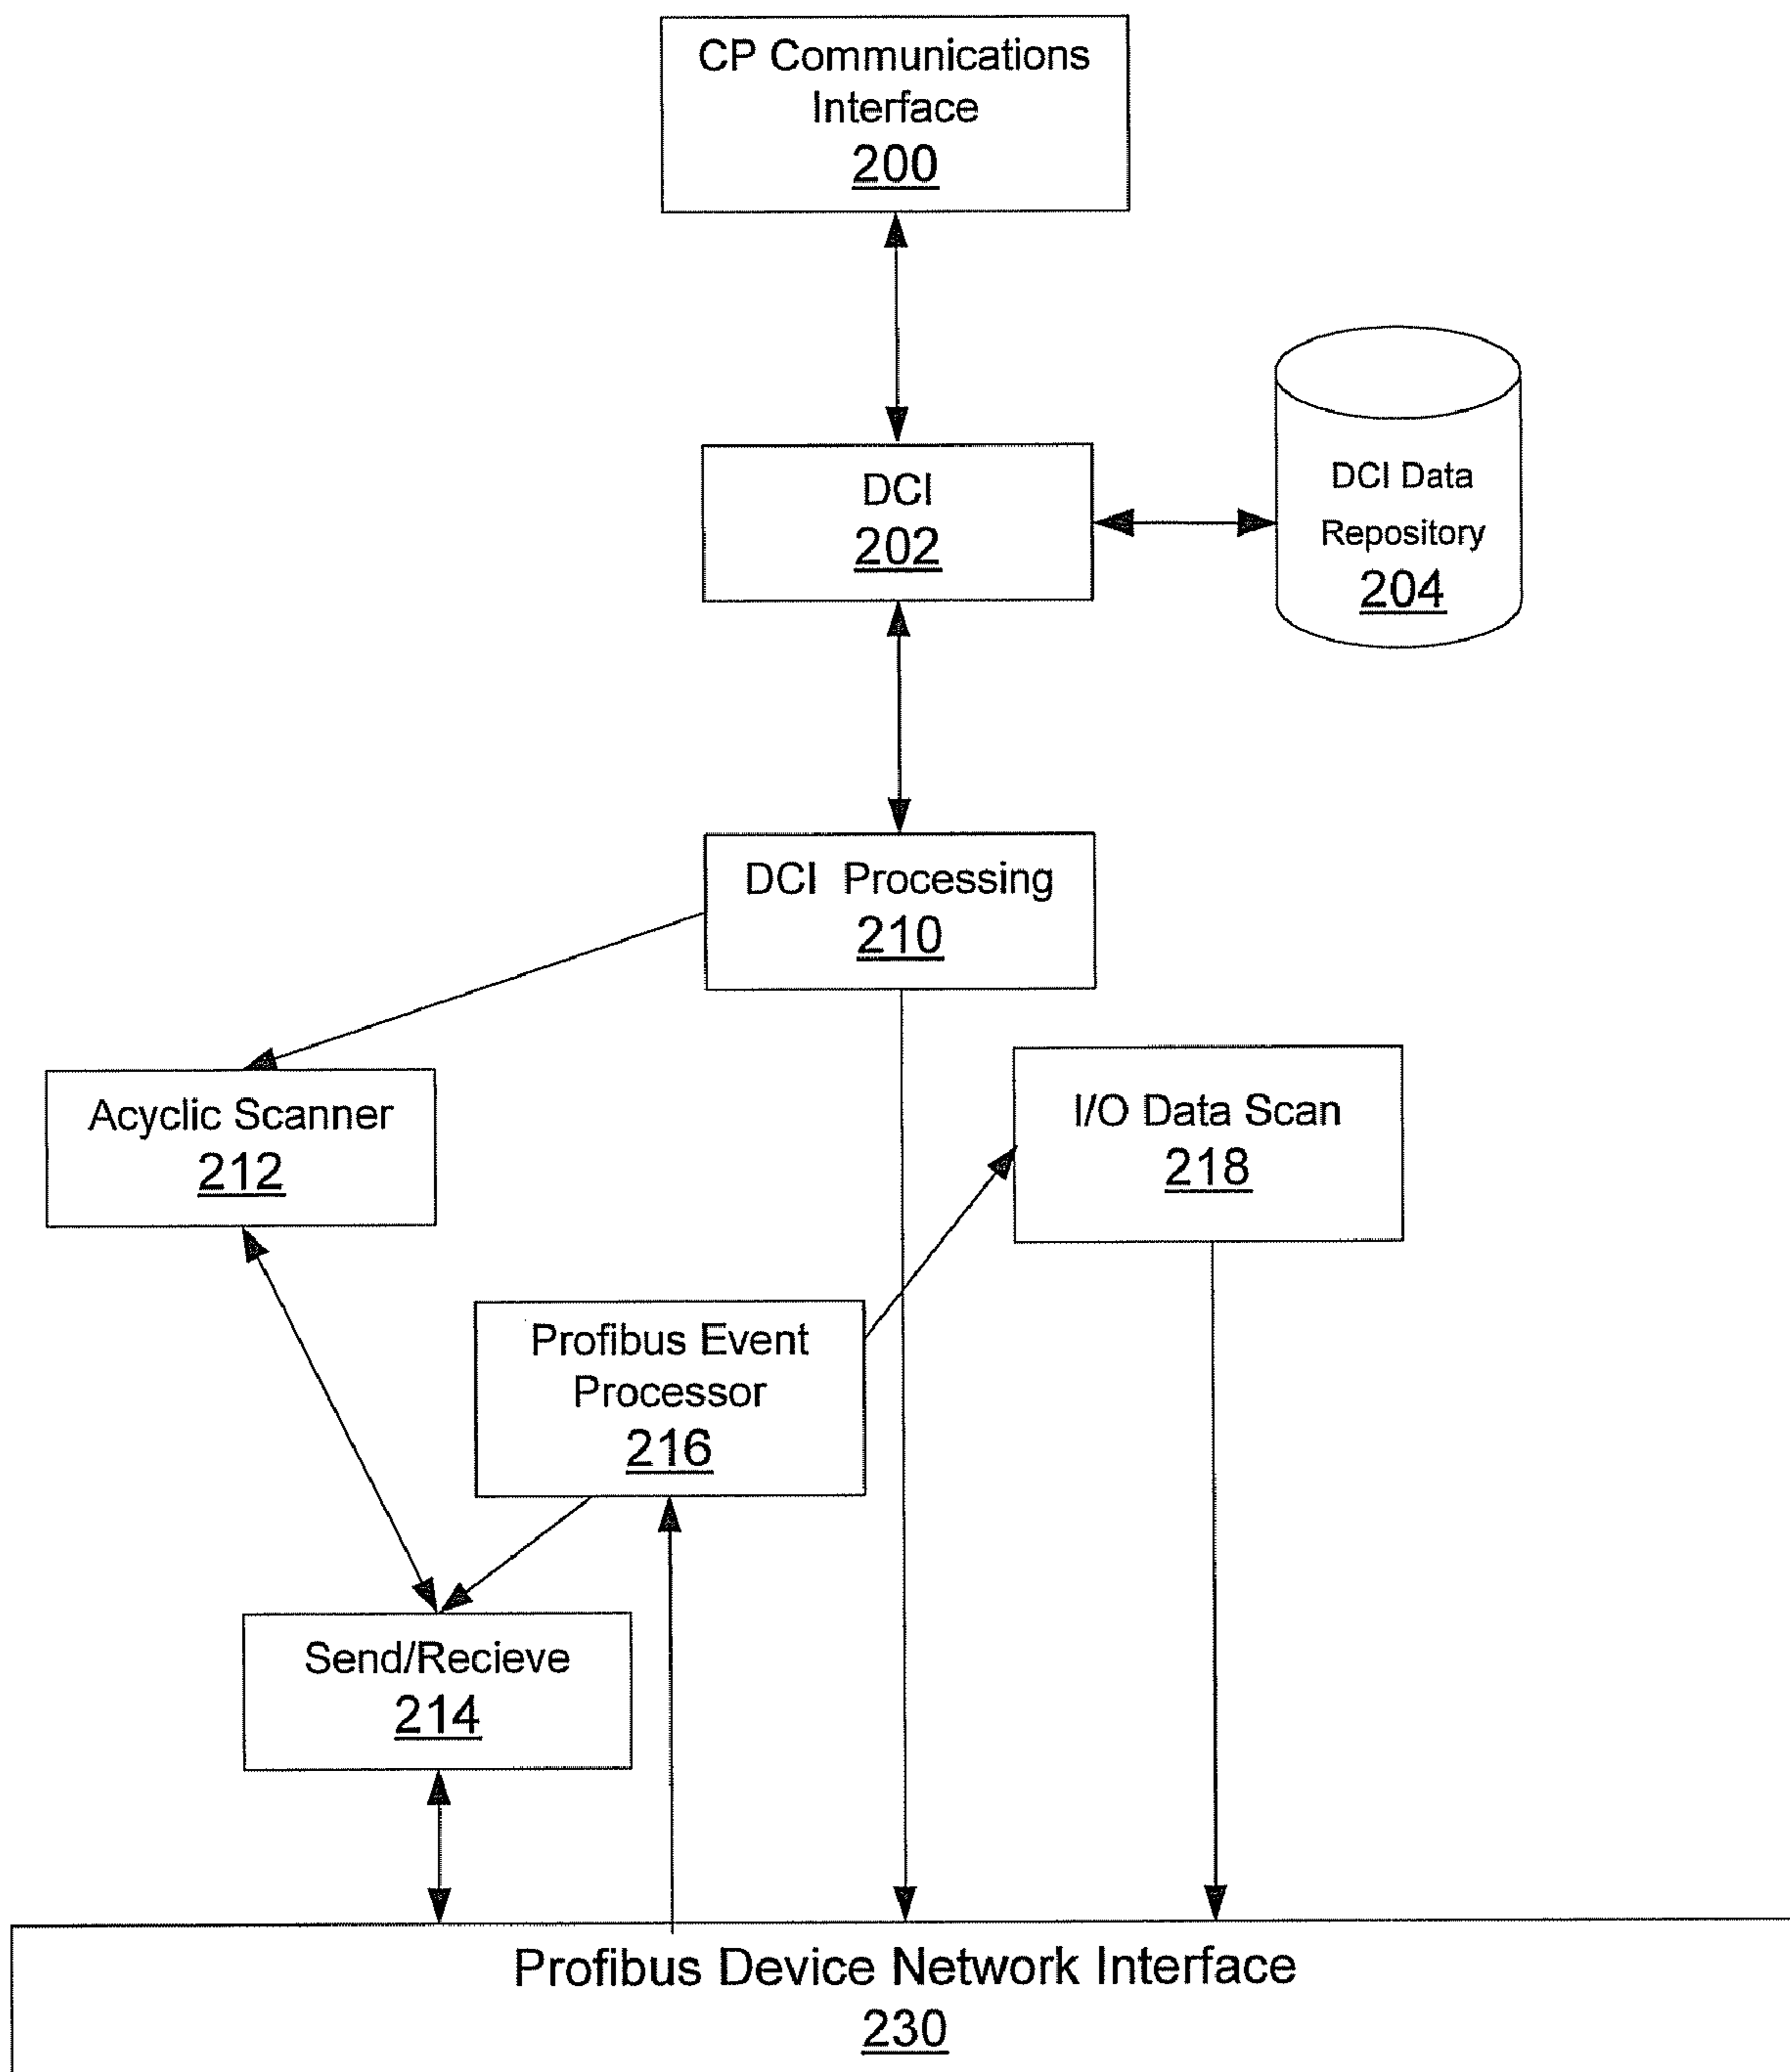 CP Communications
Interface
200
DCI
202
DCI Data
Repository
204
DCI Processing
210
Acyclic Scanner
212
I/O Data Scan
218
Profibus Event
Processor
216
Send/Recieve
214
Profibus Device Network Interface
230